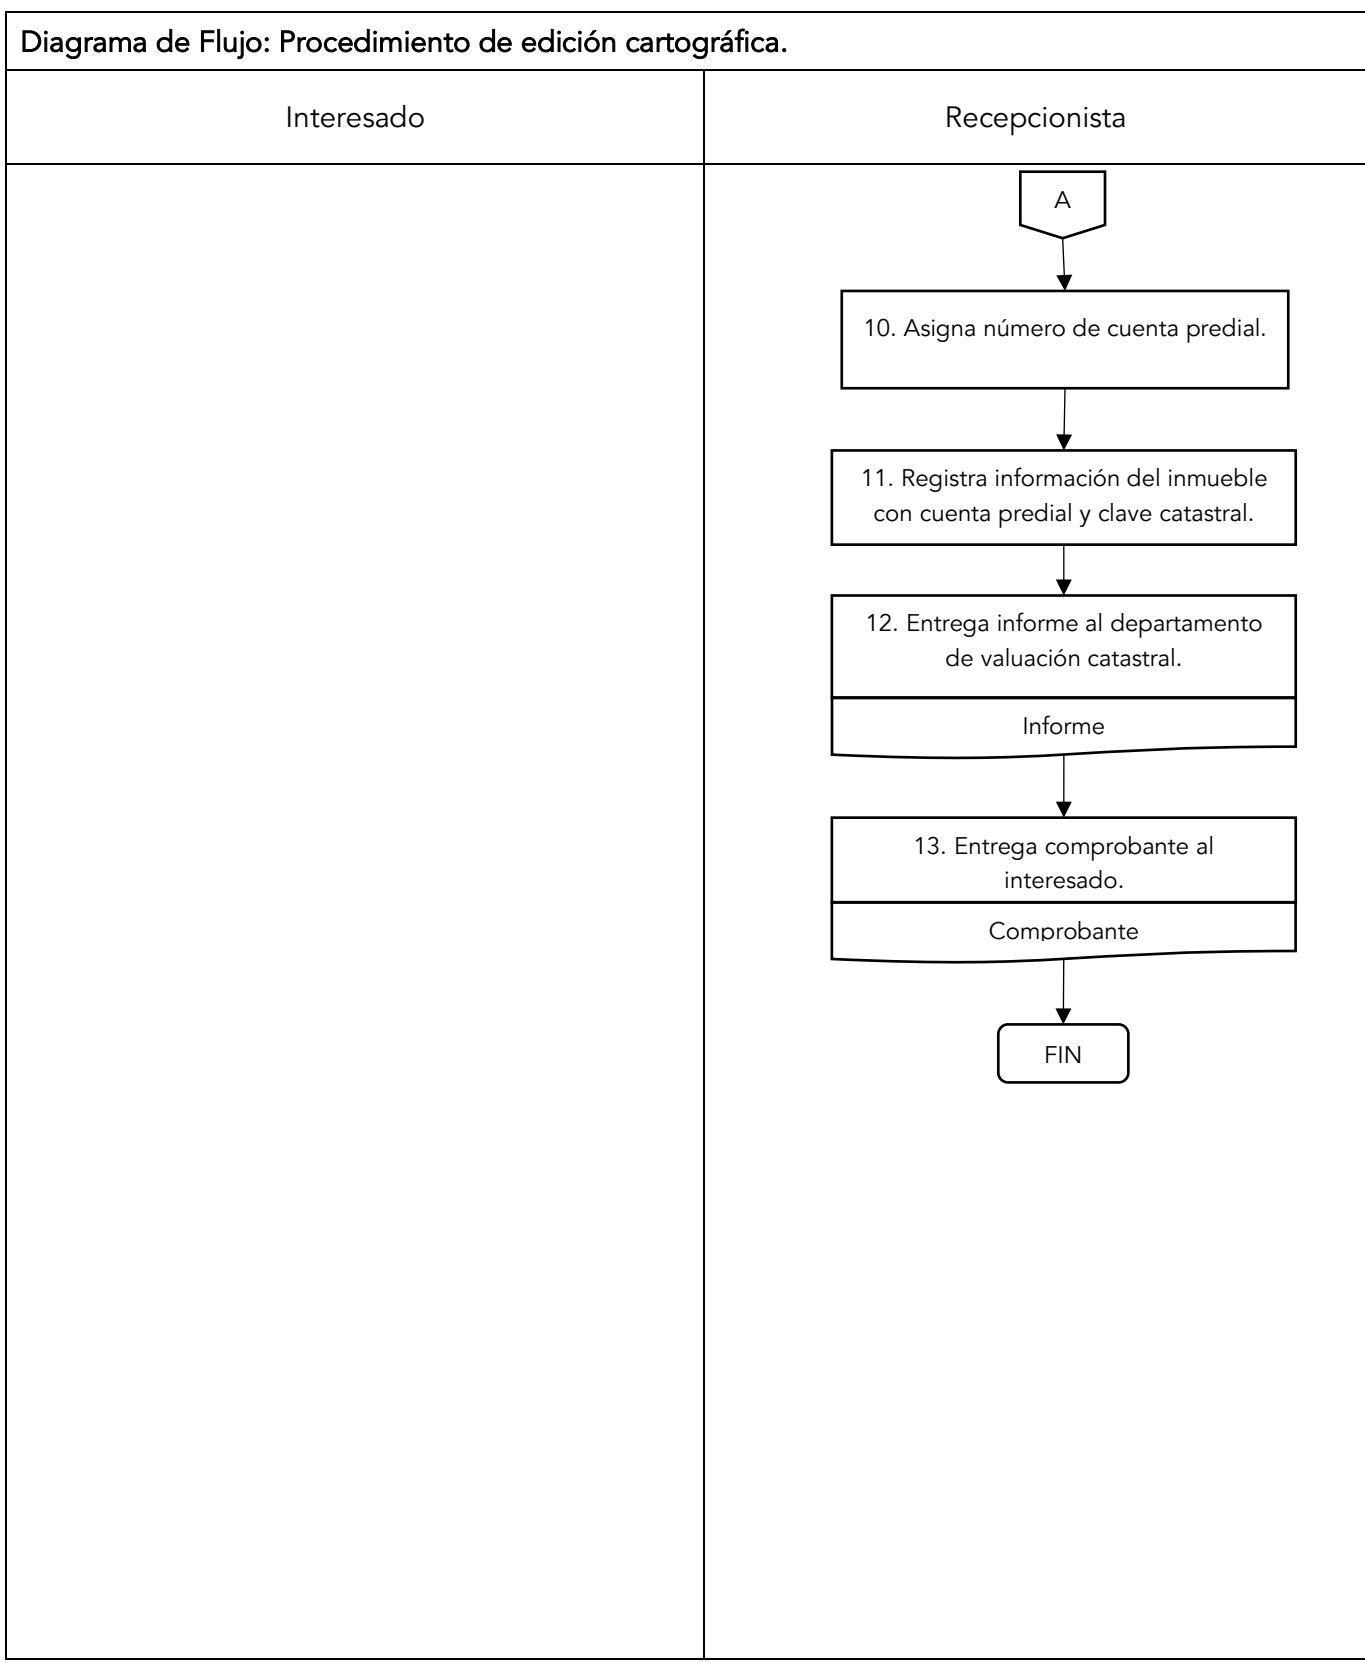 Diagrama de Flujo: Procedimiento de edición cartográfica.
Interesado
Recepcionista
A
10. Asigna número de cuenta predial.
11. Registra información del inmueble
con cuenta predial y clave catastral.
12. Entrega informe al departamento
de valuación catastral.
Informe
13. Entrega comprobante al
interesado.
Comprobante
FIN